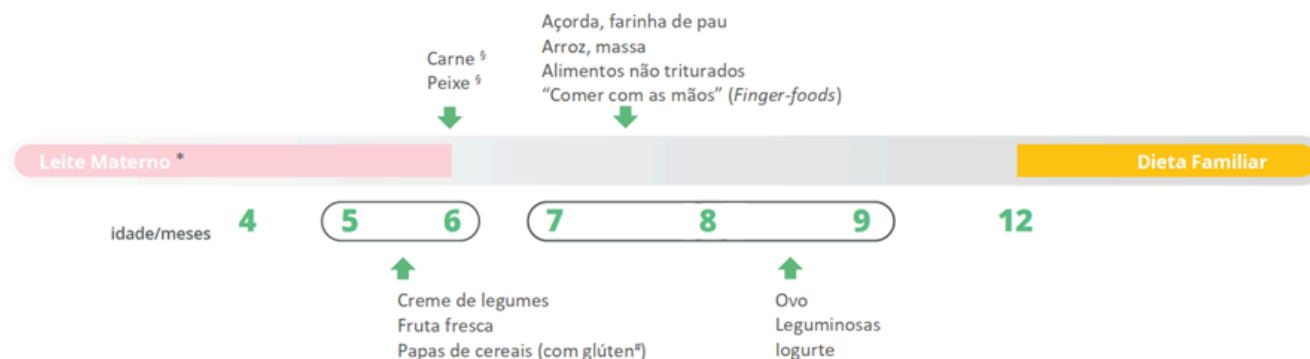 Açorda, farinha de pau
Arroz, massa
Alimentos não triturados
“Comer com as mãos” (Finger-foods)
Carne §
Peixe §
Leite Materno *
Dieta Familiar
idade/meses 4 5 6 7 8 9 12
Creme de legumes
Fruta fresca
Papas de cereais (com glúten#)
Ovo
Leguminosas
Iogurte